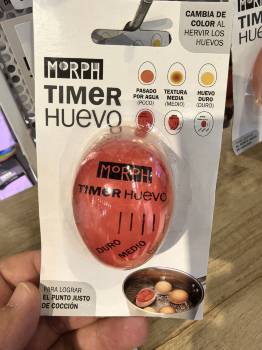 CAMBIA DE
COLOR AL
HERVIR LOS
HUEVOS
MORPH
TIMER
HUEVO
PASADO
POR AGUA
(POCO)
TEXTURA
MEDIA
(MEDIO)
HUEVO
DURO
(DURO)
MORPH
TIMER HUEVO
DURO
MEDIO
PARA LOGRAR
EL PUNTO JUSTO
DE COCCIÓN